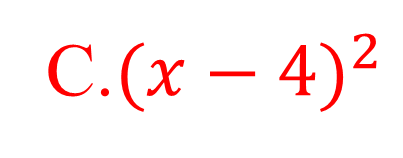 C.(x − 4)²